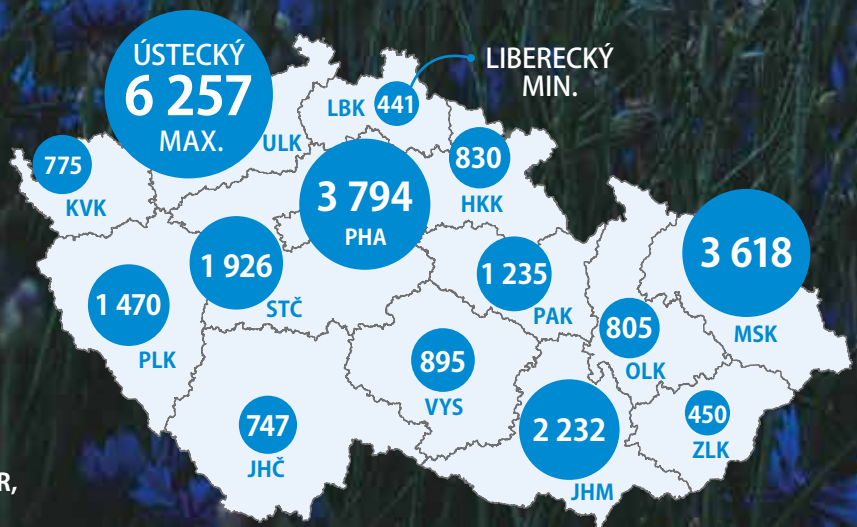 ÚSTECKÝ
6 257
MAX.
ULK
LIBERECKÝ
MIN.
LBK
441
775
KVK
830
HKK
3 794
PHA
1 926
STČ
1 235
PAK
3 618
MSK
1 470
PLK
805
OLK
895
VYS
450
ZLK
747
JHČ
2 232
JHM
R,